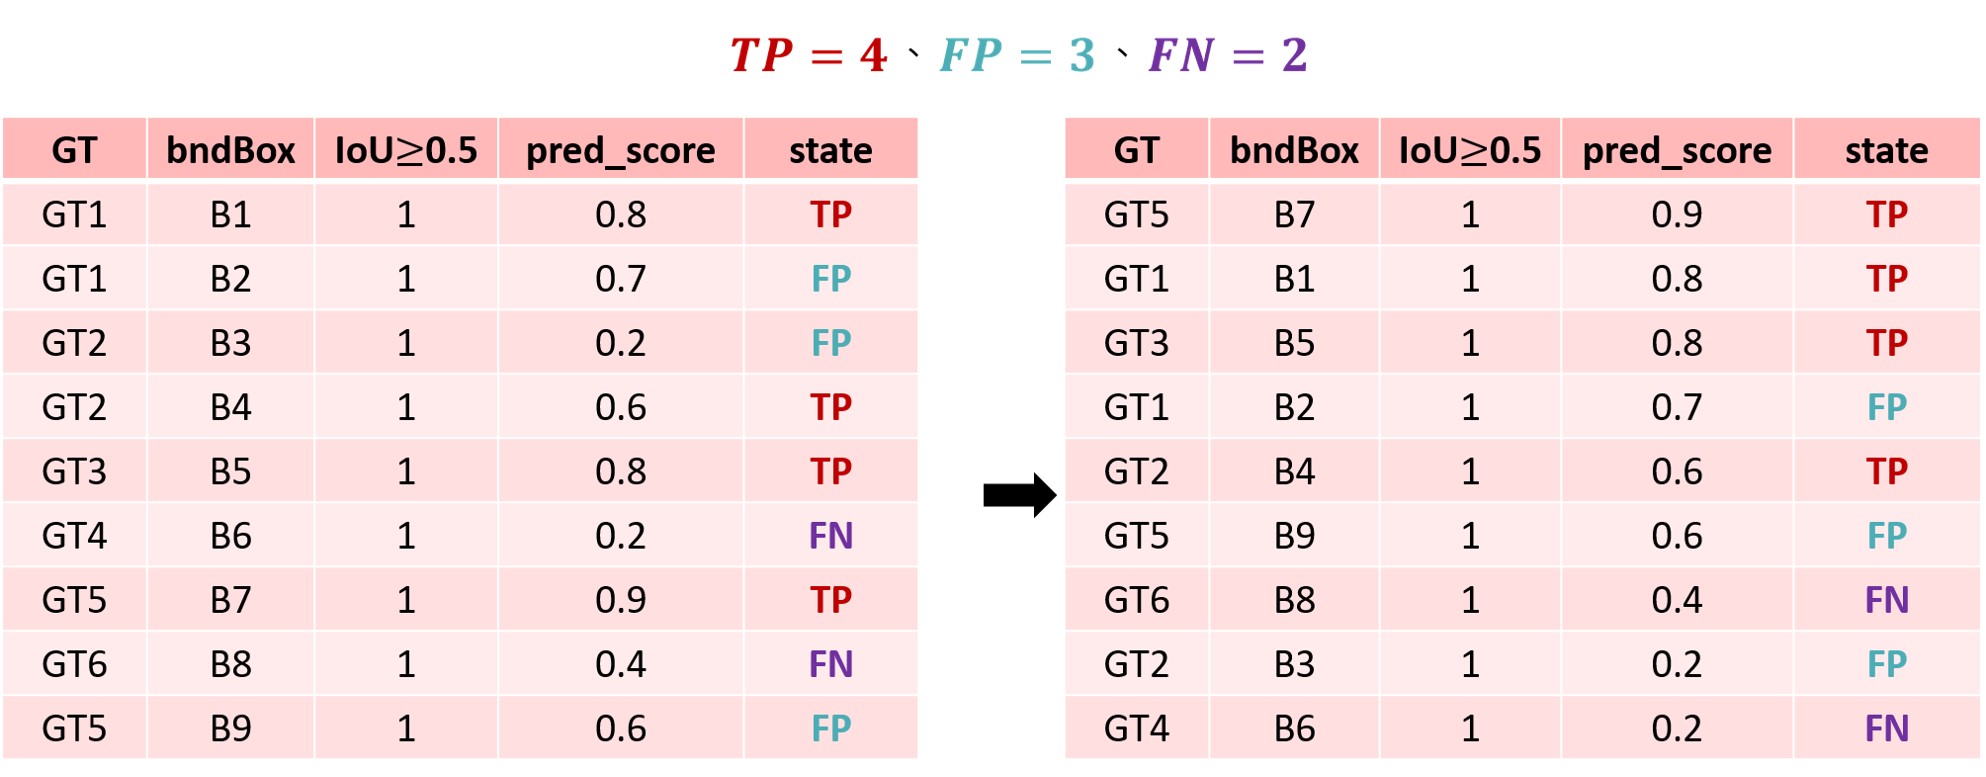 TP = 4、FP = 3、FN = 2
GT bndBox IoU≧0.5 pred_score state
GT1 B1 1 0.8 TP
GT1 B2 1 0.7 FP
GT2 B3 1 0.2 FP
GT2 B4 1 0.6 TP
GT3 B5 1 0.8 TP
GT4 B6 1 0.2 FN
GT5 B7 1 0.9 TP
GT6 B8 1 0.4 FN
GT5 B9 1 0.6 FP
GT bndBox IoU≧0.5 pred_score state
GT5 B7 1 0.9 TP
GT1 B1 1 0.8 TP
GT3 B5 1 0.8 TP
GT1 B2 1 0.7 FP
GT2 B4 1 0.6 TP
GT5 B9 1 0.6 FP
GT6 B8 1 0.4 FN
GT2 B3 1 0.2 FP
GT4 B6 1 0.2 FN